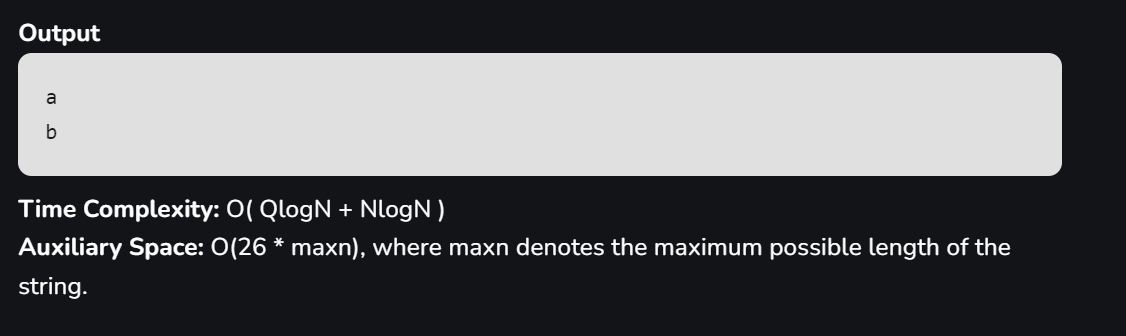 Output
a
b
Time Complexity: O( QlogN + NlogN )
Auxiliary Space: O(26 * maxn), where maxn denotes the maximum possible length of the
string.